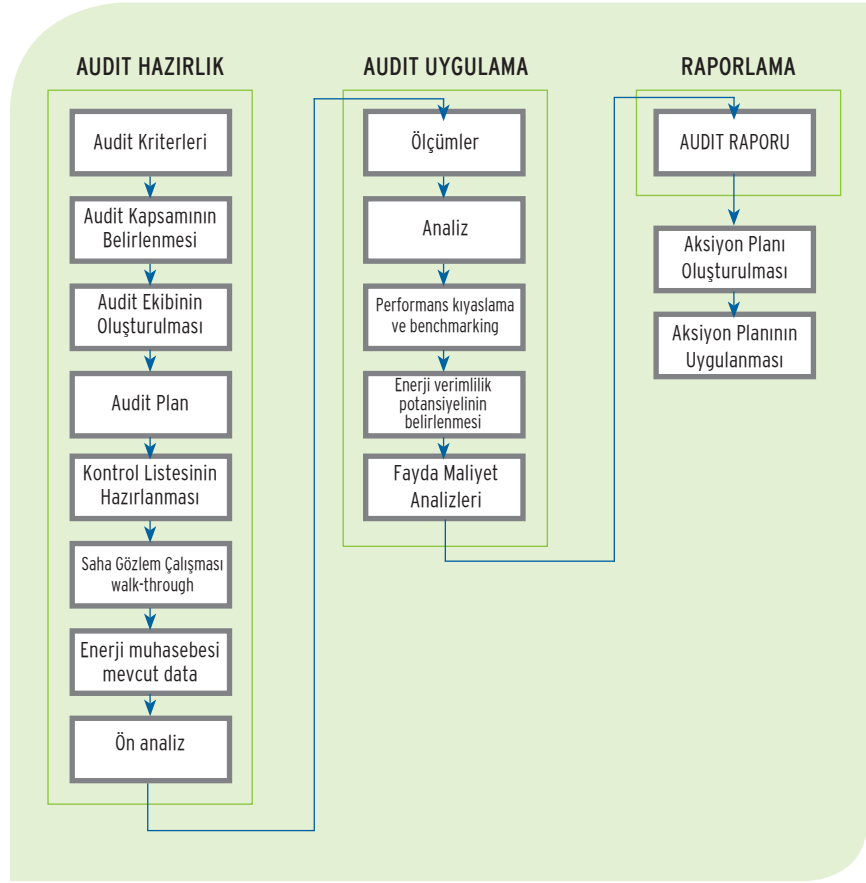 AUDIT HAZIRLIK
Audit Kriterleri
Audit Kapsamının
Belirlenmesi
Audit Ekibinin
Oluşturulması
Audit Plan
Kontrol Listesinin
Hazırlanması
Saha Gözlem Çalışması
walk-through
Enerji muhasebesi
mevcut data
Ön analiz
AUDIT UYGULAMA
Ölçümler
Analiz
Performans kıyaslama
ve benchmarking
Enerji verimlilik
potansiyelinin
belirlenmesi
Fayda Maliyet
Analizleri
RAPORLAMA
AUDIT RAPORU
Aksiyon Planı
Oluşturulması
Aksiyon Planının
Uygulanması